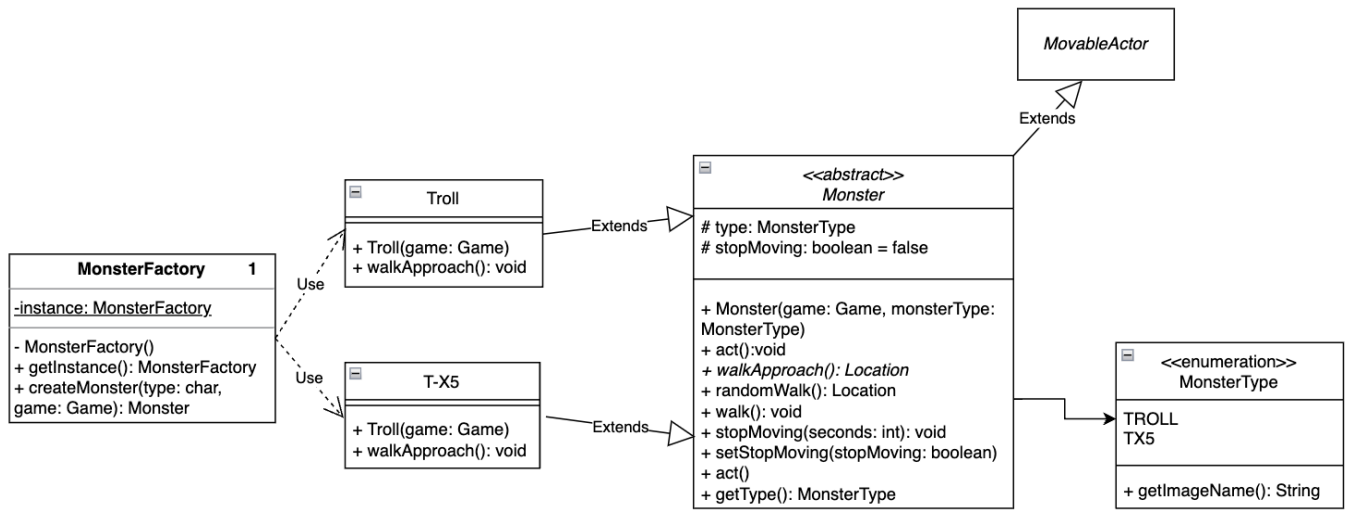 MovableActor
Extends
<<abstract>>
Monster
# type: MonsterType
# stopMoving: boolean = false
+ Monster(game: Game, monsterType:
MonsterType)
+ act():void
+ walkApproach(): Location
+ randomWalk(): Location
+ walk(): void
+ stopMoving(seconds: int): void
+ setStopMoving(stopMoving: boolean)
+ act()
+ getType(): MonsterType
Troll
+ Troll(game: Game)
+ walkApproach(): void
Extends
MonsterFactory 1
-instance: MonsterFactory
- MonsterFactory()
+ getInstance(): MonsterFactory
+ createMonster(type: char,
game: Game): Monster
Use
Use
T-X5
+ Troll(game: Game)
+ walkApproach(): void
Extends
<<enumeration>>
MonsterType
TROLL
TX5
+ getImageName(): String